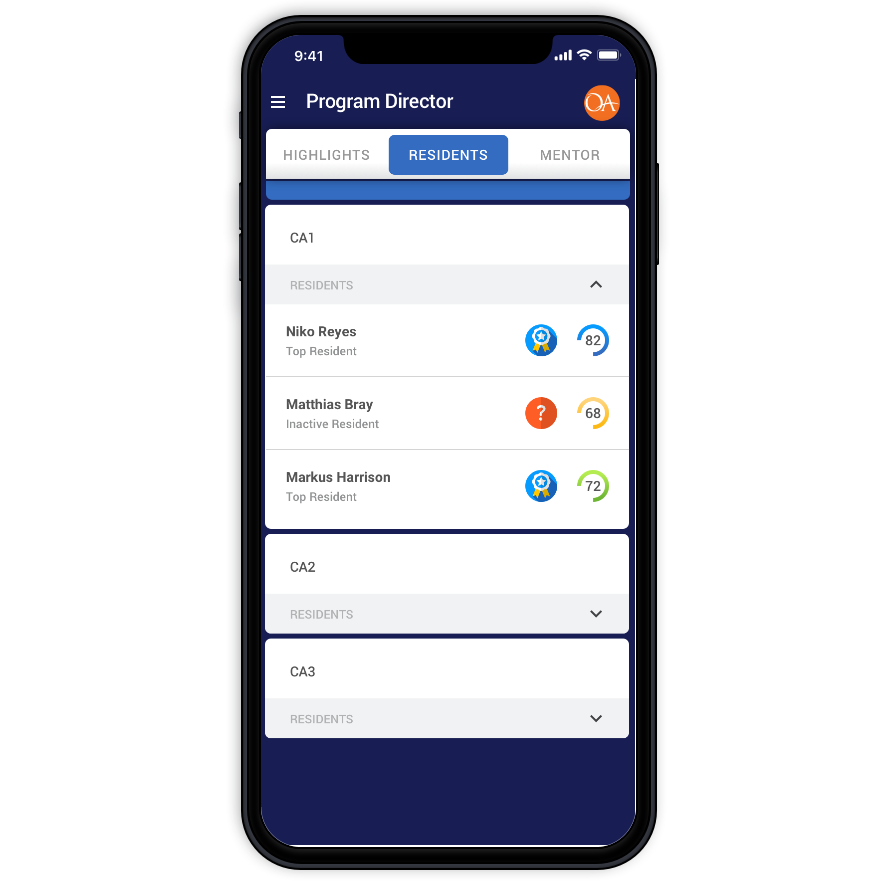 9:41
Program Director
OA
HIGHLIGHTS RESIDENTS MENTOR
CA1
RESIDENTS
Niko Reyes
Top Resident
82
Matthias Bray
Inactive Resident
?
68
Markus Harrison
Top Resident
72
CA2
RESIDENTS
CA3
RESIDENTS